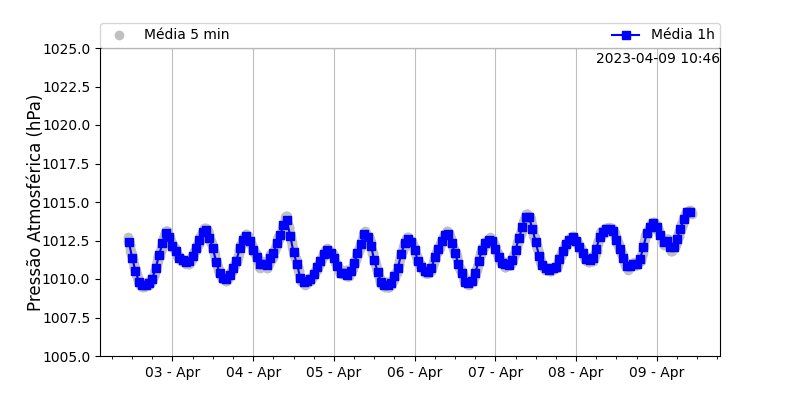 Média 5 min
Média 1h
2023-04-09 10:46
Pressão Atmosférica (hPa)
1025.0
1022.5
1020.0
1017.5
1015.0
1012.5
1010.0
1007.5
1005.0
03 - Apr
04 - Apr
05 - Apr
06 - Apr
07 - Apr
08 - Apr
09 - Apr